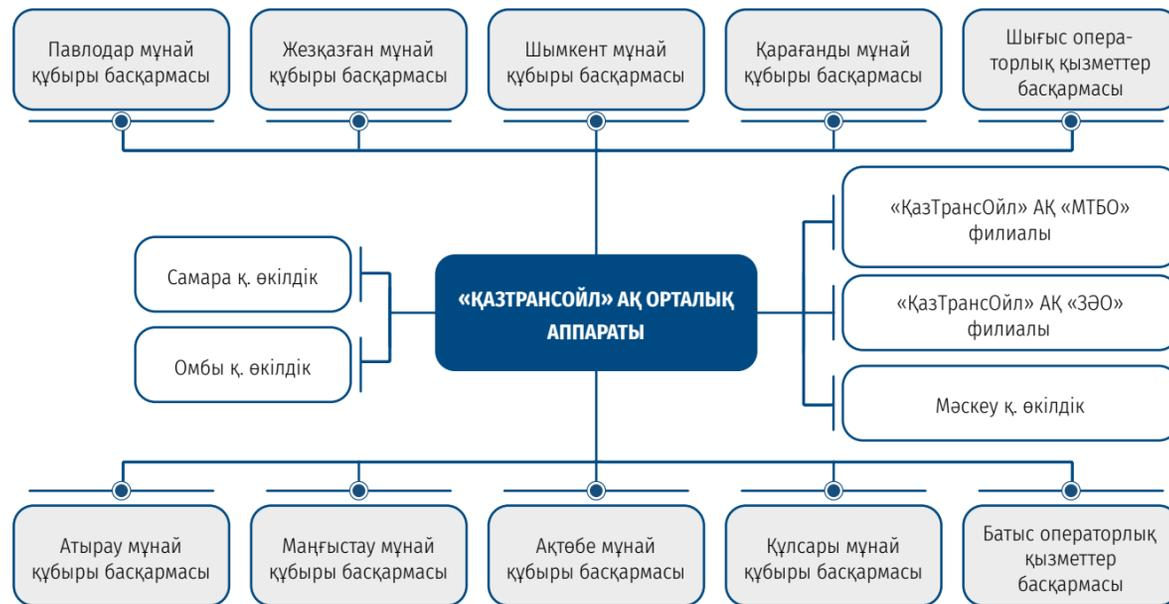 Павлодар мұнай
құбыры басқармасы
Жезқазған мұнай
құбыры басқармасы
Шымкент мұнай
құбыры басқармасы
Қарағанды мұнай
құбыры басқармасы
Шығыс опера-
торлық қызметтер
басқармасы
«ҚазТрансОйл» АҚ «МТБО»
филиалы
Самара қ. өкілдік
«ҚАЗТРАНСОЙЛ» АҚ ОРТАЛЫҚ
АППАРАТЫ
«ҚазТрансОйл» АҚ «ЗӘО»
филиалы
Омбы қ. өкілдік
Мәскеу қ. өкілдік
Атырау мұнай
құбыры басқармасы
Маңғыстау мұнай
құбыры басқармасы
Ақтөбе мұнай
құбыры басқармасы
Құлсары мұнай
құбыры басқармасы
Батыс операторлық
қызметтер
басқармасы